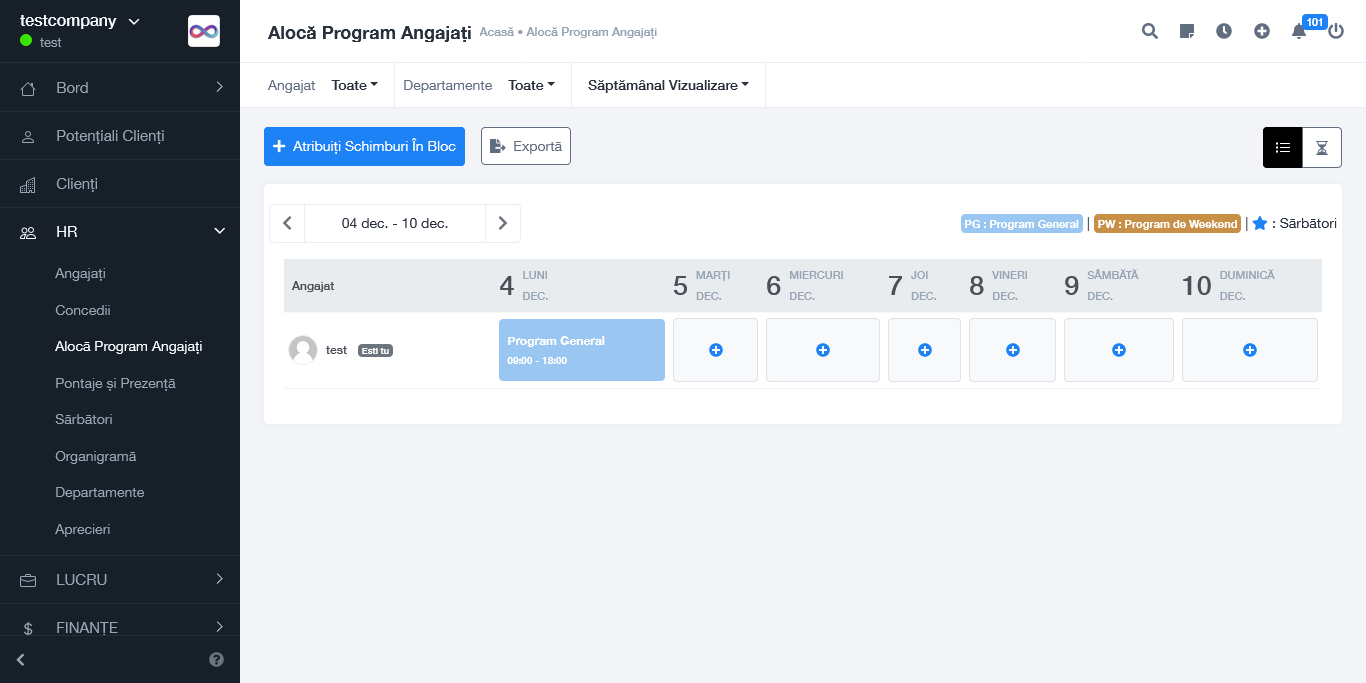 testcompany
test
Bord
Potențiali Clienți
Clienți
HR
Angajați
Concedii
Alocă Program Angajați
Pontaje și Prezență
Sărbători
Organigramă
Departamente
Aprecieri
LUCRU
FINANȚE
Alocă Program Angajați Acasă • Alocă Program Angajați
101
Angajat Toate Departamente Toate Săptămânal Vizualizare
Atribuiți Schimburi În Bloc Exportă
04 dec. - 10 dec.
PG : Program General | PW : Program de Weekend | : Sărbători
Angajat 4 LUNI DEC. 5 MARȚI DEC. 6 MIERCURI DEC. 7 JOI DEC. 8 VINERI DEC. 9 SÂMBĂTĂ DEC. 10 DUMINICĂ DEC.
test Esti tu
Program General
09:00 - 18:00